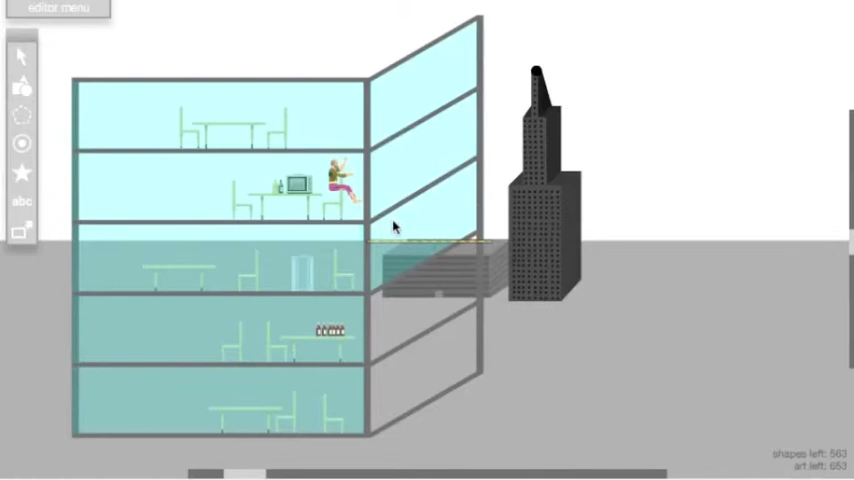 editor menu
abc
shapes left: 563
art left: 653